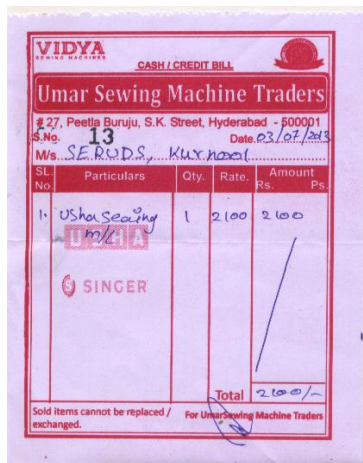 VIDYA
SEWING MACHINES
CASH / CREDIT BILL
Umar Sewing Machine Traders
# 27, Peetla Buruju, S.K. Street, Hyderabad - 500001
S.No. 13 Date 03/07/2013
M/s. SERUDS, Kurnool
SL. No. Particulars Qty. Rate. Amount Rs. Ps.
1. Usha Sewing 1 2100 2100
m/c
USHA
SINGER
Total 2100/-
Sold items cannot be replaced / exchanged.
For Umar Sewing Machine Traders